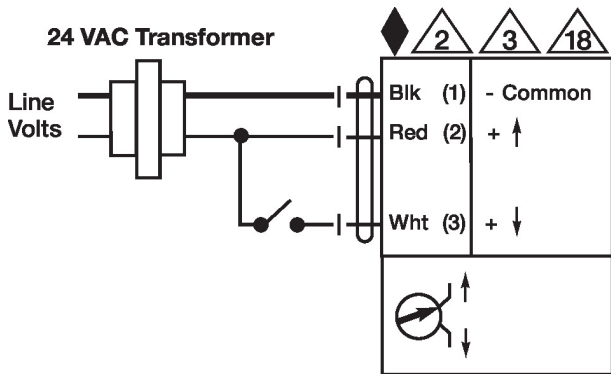 24 VAC Transformer
2 3 18
Line
Volts
Blk (1) - Common
Red (2) +
Wht (3) +